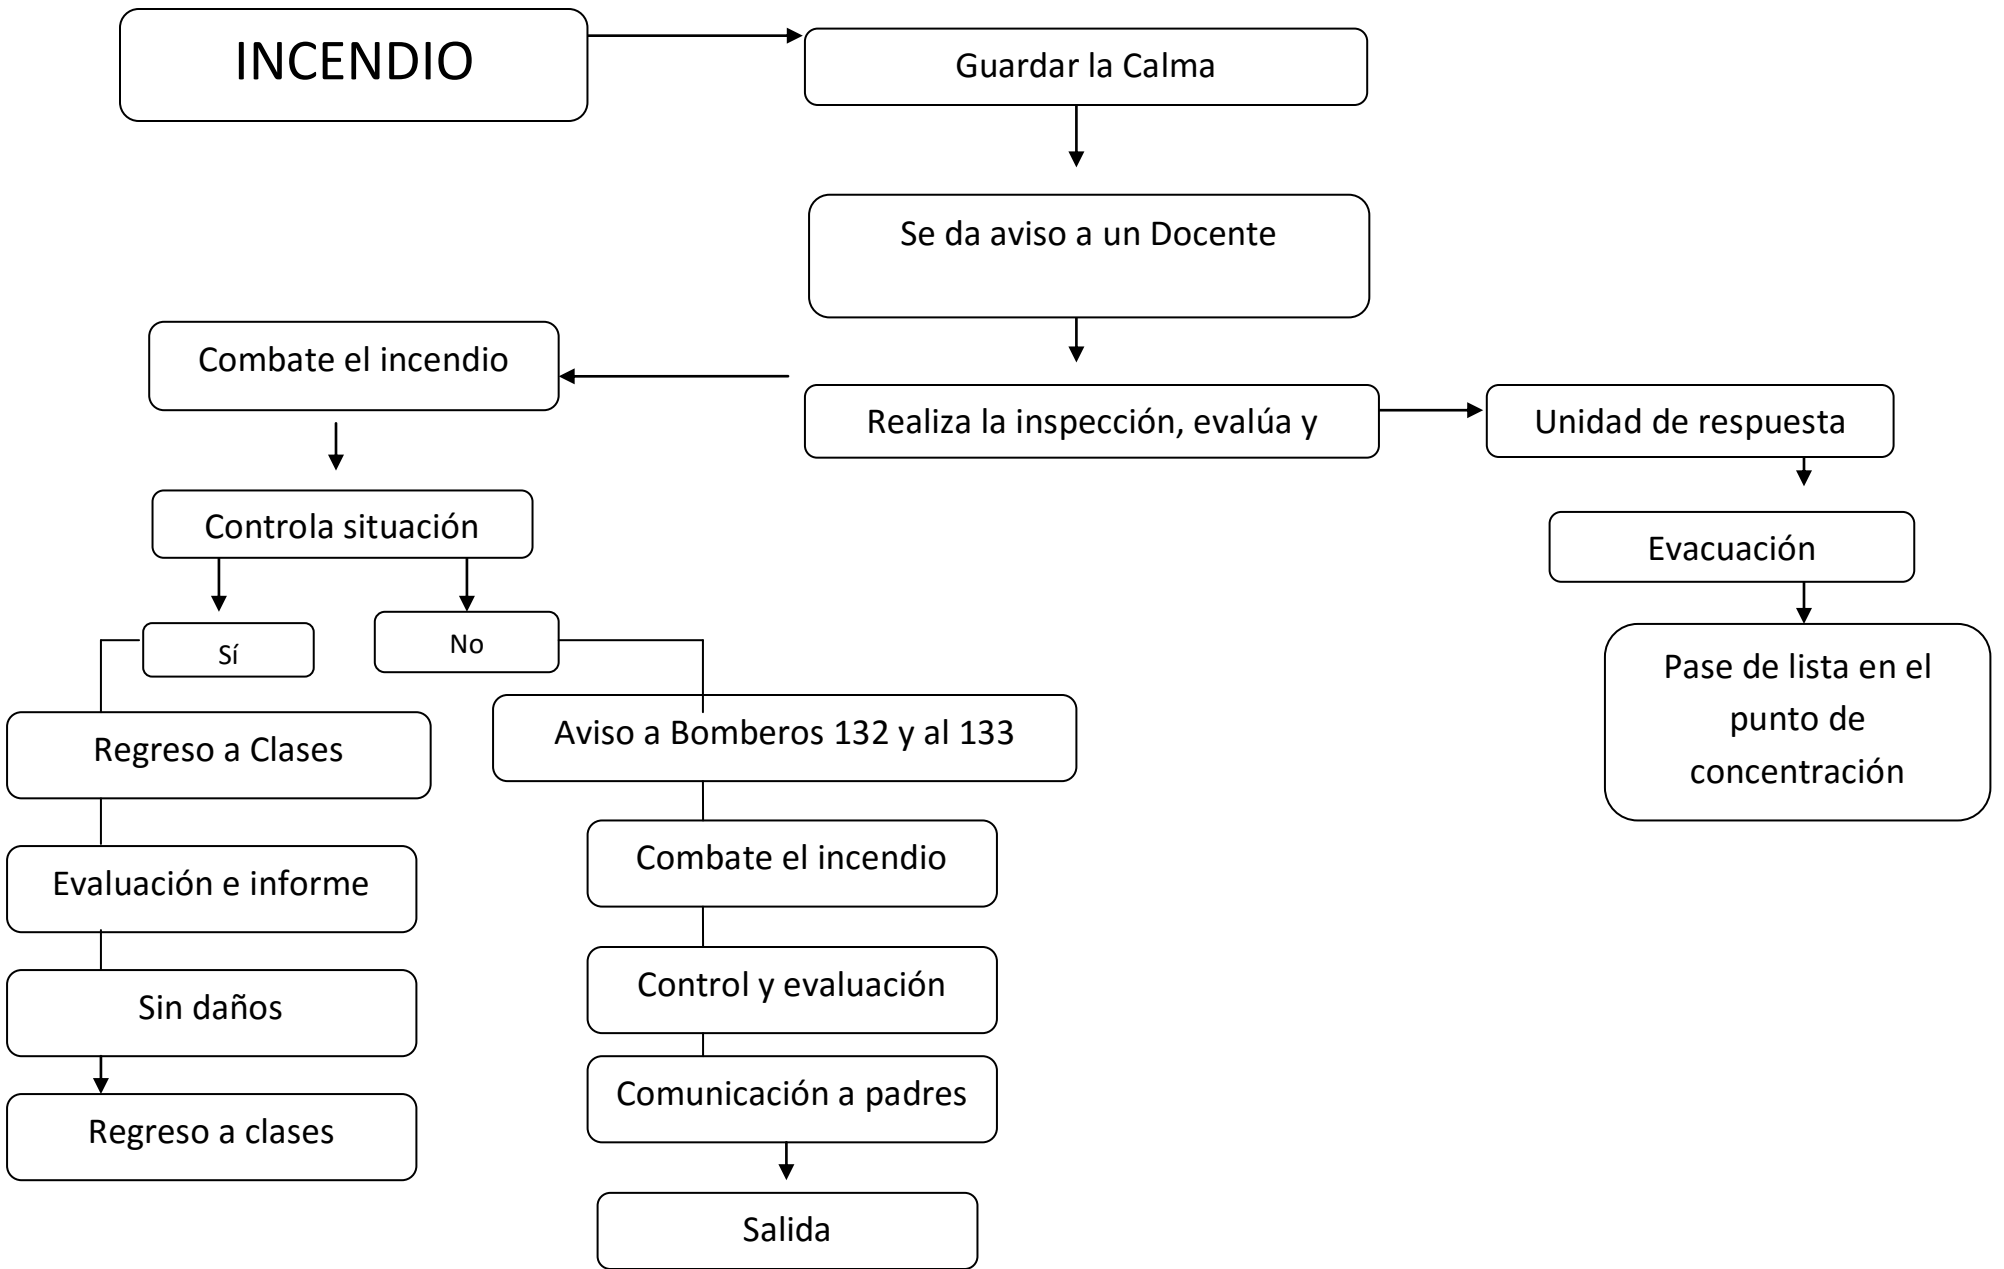 INCENDIO
Guardar la Calma
Se da aviso a un Docente
Combate el incendio
Realiza la inspección, evalúa y
Unidad de respuesta
Controla situación
Evacuación
Sí
No
Pase de lista en el
punto de
concentración
Regreso a Clases
Aviso a Bomberos 132 y al 133
Evaluación e informe
Combate el incendio
Sin daños
Control y evaluación
Regreso a clases
Comunicación a padres
Salida